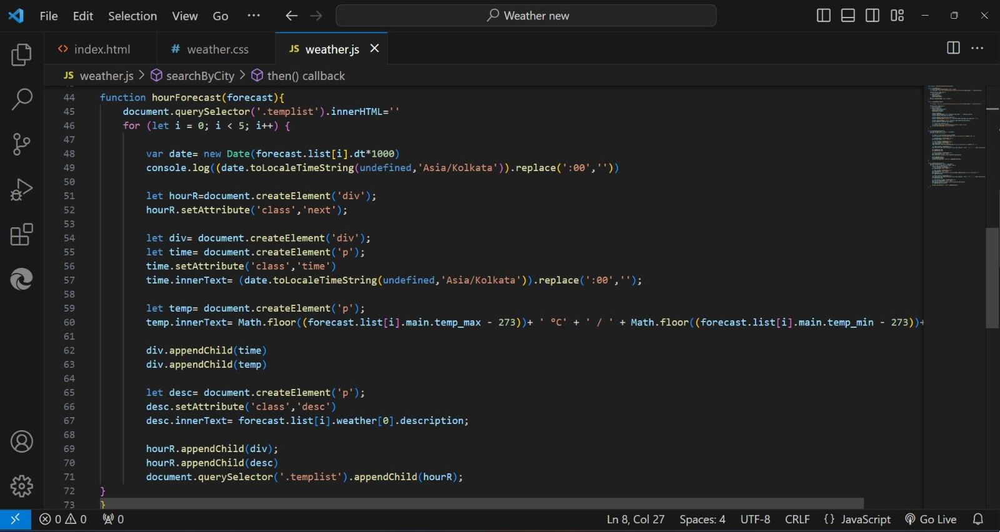 File Edit Selection View Go ··· Weather new
index.html # weather.css JS weather.js
JS weather.js > searchByCity > then() callback
44 function hourForecast(forecast){
45 document.querySelector('.templist').innerHTML=''
46 for (let i = 0; i < 5; i++) {
47
48 var date= new Date(forecast.list[i].dt*1000)
49 console.log((date.toLocaleTimeString(undefined,'Asia/Kolkata')).replace(':00',''))
50
51 let hourR=document.createElement('div');
52 hourR.setAttribute('class','next');
53
54 let div= document.createElement('div');
55 let time= document.createElement('p');
56 time.setAttribute('class','time')
57 time.innerText= (date.toLocaleTimeString(undefined,'Asia/Kolkata')).replace(':00','');
58
59 let temp= document.createElement('p');
60 temp.innerText= Math.floor((forecast.list[i].main.temp_max - 273))+ ' °C' + ' / ' + Math.floor((forecast.list[i].main.temp_min - 273))+
61
62 div.appendChild(time)
63 div.appendChild(temp)
64
65 let desc= document.createElement('p');
66 desc.setAttribute('class','desc')
67 desc.innerText= forecast.list[i].weather[0].description;
68
69 hourR.appendChild(div);
70 hourR.appendChild(desc)
71 document.querySelector('.templist').appendChild(hourR);
72 }
73 }
0 0 0 Ln 8, Col 27 Spaces: 4 UTF-8 CRLF {} JavaScript Go Live